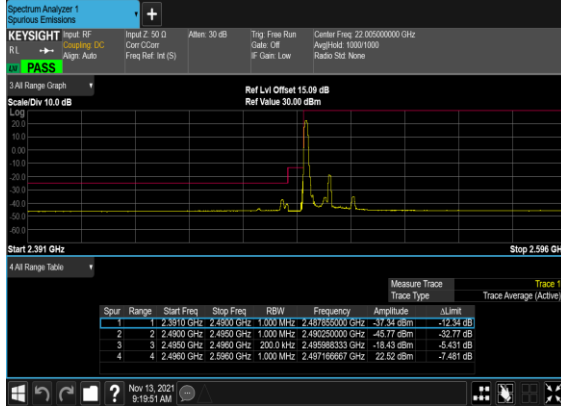 Spectrum Analyzer 1
Spurious Emissions
+
KEYSIGHT Input: RF Input Z: 50 Ω Atten: 30 dB Trig: Free Run Center Freq: 22.005000000 GHz
RL Coupling: DC Corr CCorr Gate: Off Avg|Hold: 1000/1000
Align: Auto Freq Ref: Int (S) IF Gain: Low Radio Std: None
PASS
3 All Range Graph Ref Lvl Offset 15.09 dB
Scale/Div 10.0 dB Ref Value 30.00 dBm
Log
20.0
10.0
0.00
-10.0
-20.0
-30.0
-40.0
-50.0
-60.0
Start 2.391 GHz Stop 2.596 GH
4 All Range Table
Measure Trace Trace 1
Trace Type Trace Average (Active)
Spur Range Start Freq Stop Freq RBW Frequency Amplitude ΔLimit
1 1 2.3910 GHz 2.4900 GHz 1.000 MHz 2.487855000 GHz -37.34 dBm -12.34 dB
2 2 2.4900 GHz 2.4950 GHz 1.000 MHz 2.490250000 GHz -45.77 dBm -32.77 dB
3 3 2.4950 GHz 2.4960 GHz 200.0 kHz 2.495988333 GHz -18.43 dBm -5.431 dB
4 4 2.4960 GHz 2.5960 GHz 1.000 MHz 2.497166667 GHz 22.52 dBm -7.481 dB
? Nov 13, 2021
9:19:51 AM